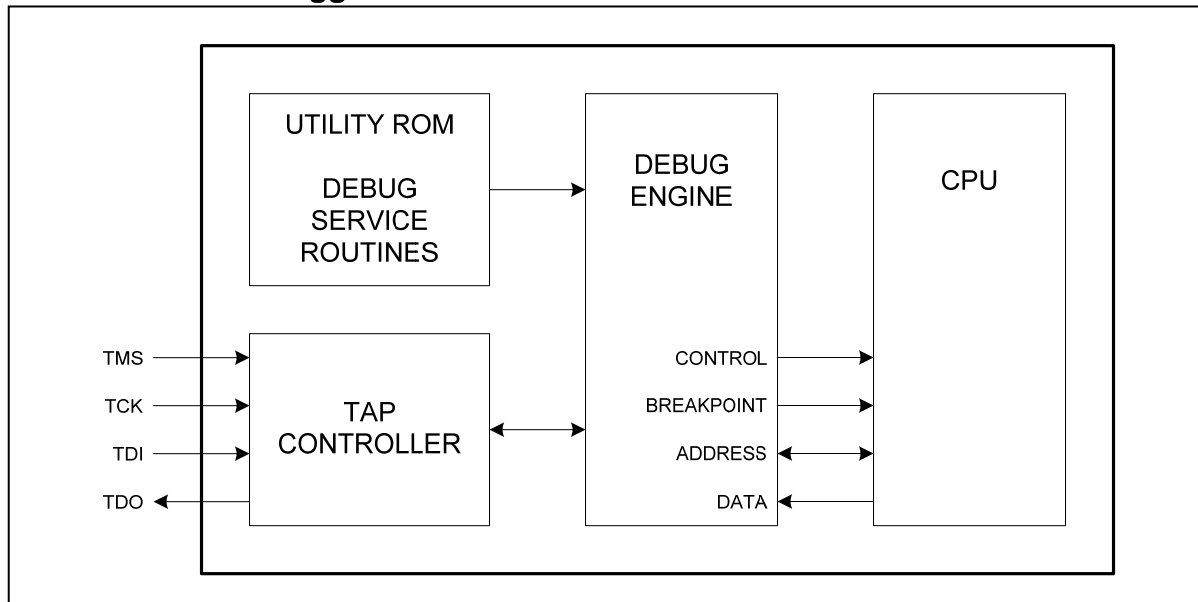 UTILITY ROM
DEBUG
SERVICE
ROUTINES
DEBUG
ENGINE
CPU
TMS
TCK
TDI
TDO
TAP
CONTROLLER
CONTROL
BREAKPOINT
ADDRESS
DATA